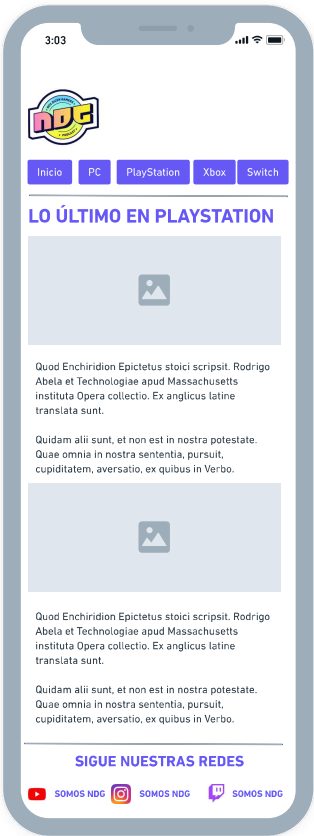 3:03
NDG
PODCAST
Inicio PC PlayStation Xbox Switch
LO ÚLTIMO EN PLAYSTATION
Quod Enchiridion Epictetus stoici scripsit. Rodrigo
Abela et Technologiae apud Massachusetts
instituta Opera collectio. Ex anglicus latine
translata sunt.
Quidam alii sunt, et non est in nostra potestate.
Quae omnia in nostra sententia, pursuit,
cupiditatem, aversatio, ex quibus in Verbo.
Quod Enchiridion Epictetus stoici scripsit. Rodrigo
Abela et Technologiae apud Massachusetts
instituta Opera collectio. Ex anglicus latine
translata sunt.
Quidam alii sunt, et non est in nostra potestate.
Quae omnia in nostra sententia, pursuit,
cupiditatem, aversatio, ex quibus in Verbo.
SIGUE NUESTRAS REDES
SOMOS NDG SOMOS NDG SOMOS NDG